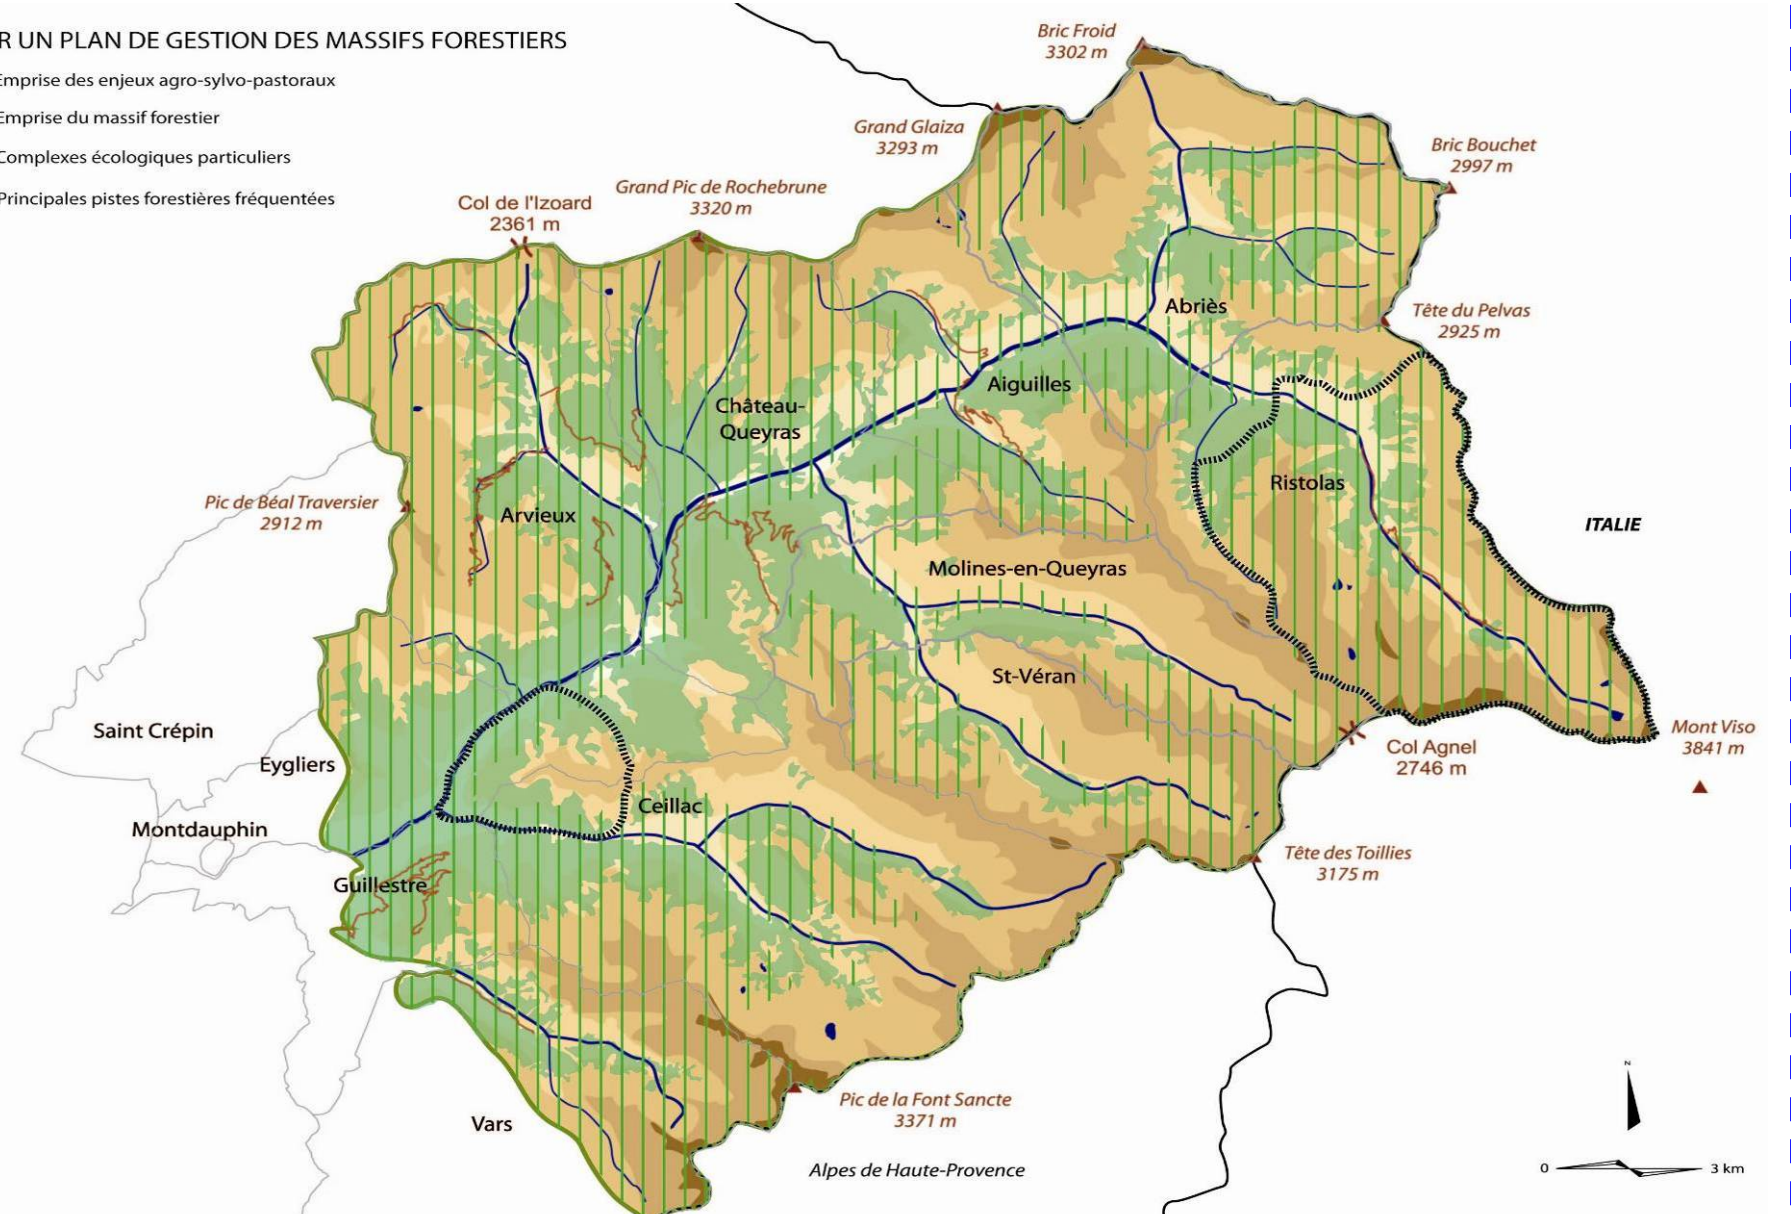 R UN PLAN DE GESTION DES MASSIFS FORESTIERS
Emprise des enjeux agro-sylvo-pastoraux
Emprise du massif forestier
Complexes écologiques particuliers
Principales pistes forestières fréquentées
Bric Froid
3302 m
Grand Glaiza
3293 m
Bric Bouchet
2997 m
Grand Pic de Rochebrune
3320 m
Col de l'Izoard
2361 m
Abriès
Tête du Pelvas
2925 m
Aiguilles
Château-
Queyras
Ristolas
Pic de Béal Traversier
2912 m
Arvieux
ITALIE
Molines-en-Queyras
St-Véran
Saint Crépin
Eygliers
Mont Viso
3841 m
Col Agnel
2746 m
Ceillac
Montdauphin
Guillestre
Tête des Toillies
3175 m
Pic de la Font Sancte
3371 m
Vars
Alpes de Haute-Provence
N
0
3 km